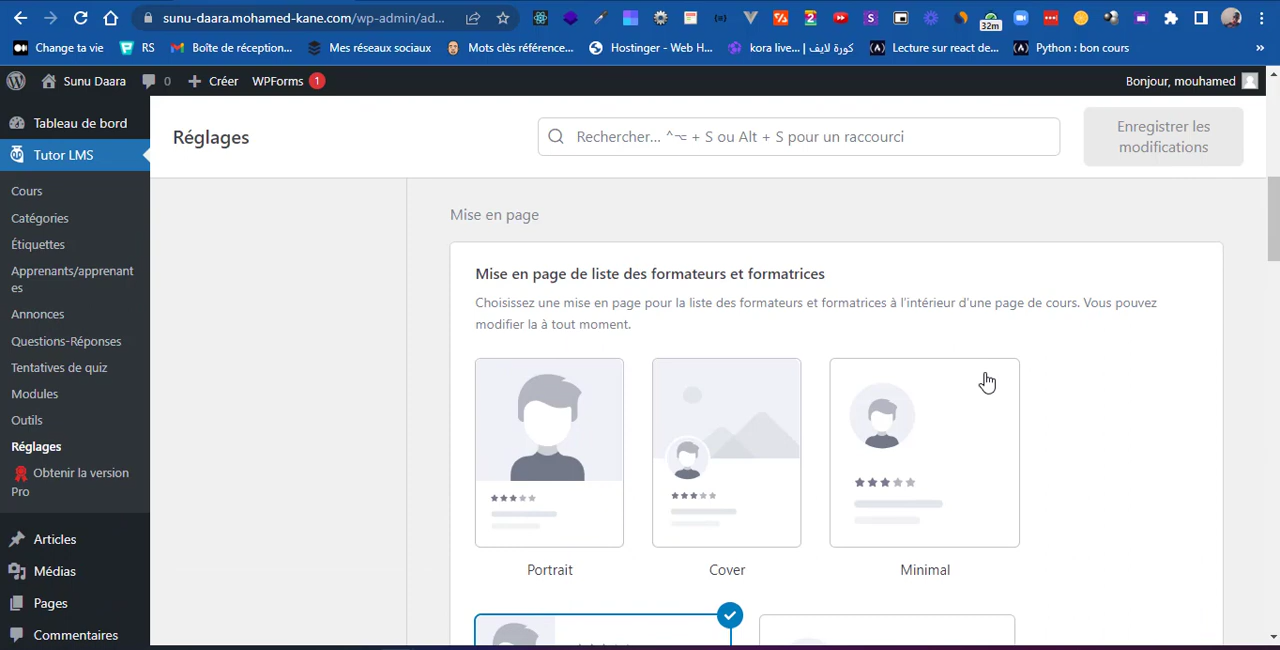 sunu-daara.mohamed-kane.com/wp-admin/ad...
32m
Change ta vie
RS
Boîte de réception...
Mes réseaux sociaux
Mots clés référence...
Hostinger - Web H...
kora live...| كورة لايف
Lecture sur react de...
Python : bon cours
»
Sunu Daara
0
Créer
WPForms 1
Bonjour, mouhamed
Tableau de bord
Tutor LMS
Cours
Catégories
Étiquettes
Apprenants/apprenant
es
Annonces
Questions-Réponses
Tentatives de quiz
Modules
Outils
Réglages
Obtenir la version
Pro
Articles
Médias
Pages
Commentaires
Réglages
Rechercher... ^⌥ + S ou Alt + S pour un raccourci
Enregistrer les
modifications
Mise en page
Mise en page de liste des formateurs et formatrices
Choisissez une mise en page pour la liste des formateurs et formatrices à l'intérieur d'une page de cours. Vous pouvez
modifier la à tout moment.
Portrait
Cover
Minimal